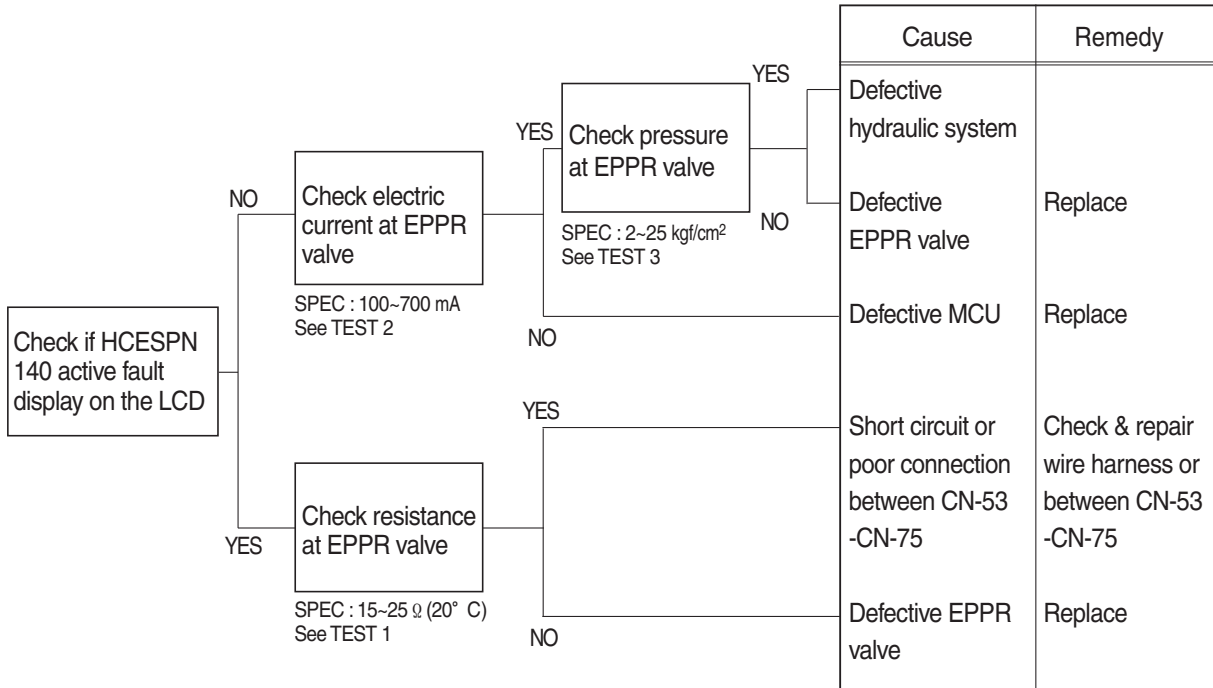 Cause
Remedy
YES
Defective
hydraulic system
YES
Check pressure
at EPPR valve
NO
Check electric
current at EPPR
valve
NO
Defective
EPPR valve
Replace
SPEC : 2~25 kgf/cm²
See TEST 3
SPEC : 100~700 mA
See TEST 2
NO
Defective MCU
Replace
Check if HCESPN
140 active fault
display on the LCD
YES
Short circuit or
poor connection
between CN-53
-CN-75
Check & repair
wire harness or
between CN-53
-CN-75
YES
Check resistance
at EPPR valve
SPEC : 15~25 Ω (20° C)
See TEST 1
NO
Defective EPPR
valve
Replace